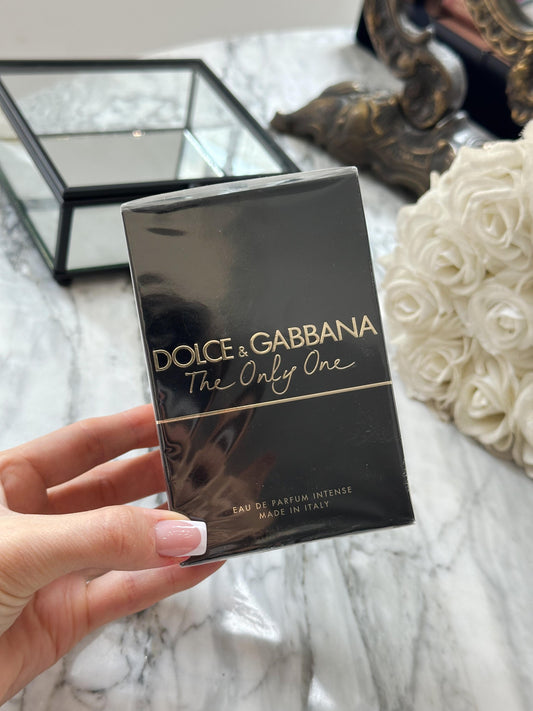 DOLCE & GABBANA
The Only One
EAU DE PARFUM INTENSE
MADE IN ITALY